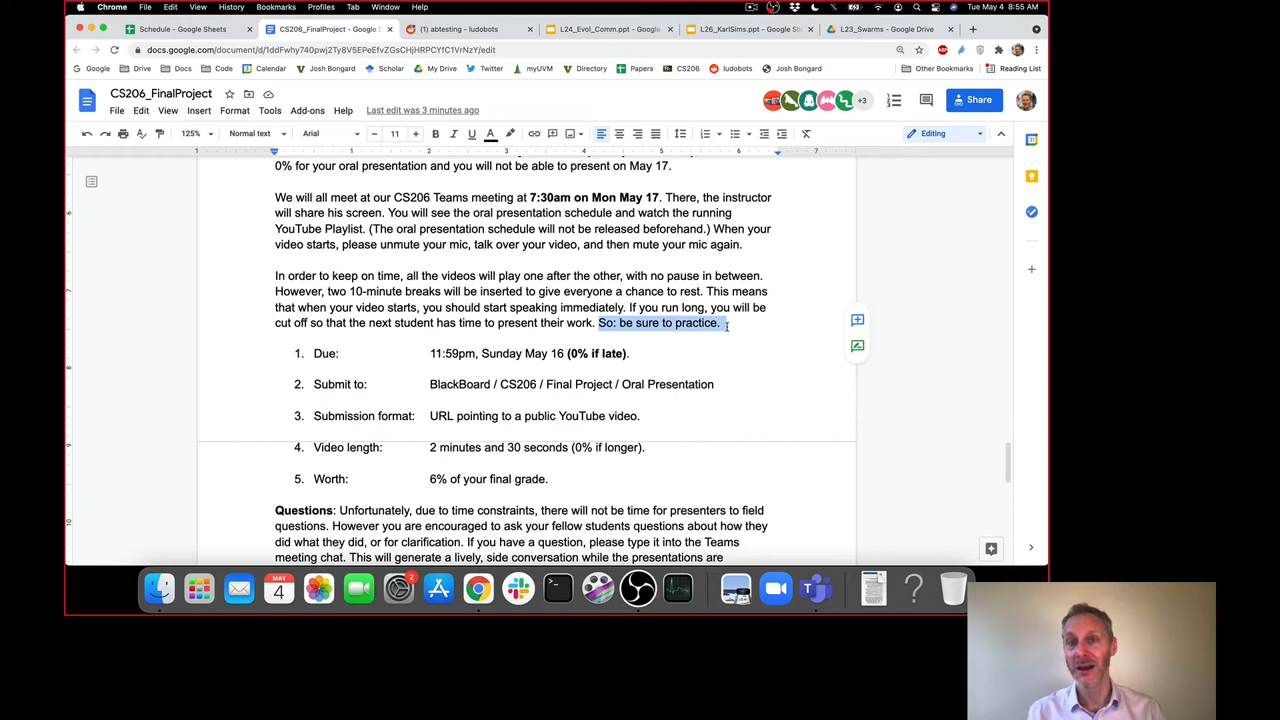 Chrome File Edit View History Bookmarks Profiles Tab Window Help Tue May 4 8:55 AM
Schedule - Google Sheets
CS206_FinalProject - Google
(1) abtesting - ludobots
L24_Evol_Comm.ppt - Google
L26_KarlSims.ppt - Google
L23_Swarms - Google Drive
docs.google.com/document/d/1ddFwhy740pwj2Ty8V5EPeEfvZGsCHjHRPCYfC1VrNzY/edit
Google Drive Docs Calendar Josh Bongard Scholar My Drive Twitter myUVM Directory Papers CS206 ludobots Josh Bongard Other Bookmarks Reading List
CS206_FinalProject
File Edit View Insert Format Tools Add-ons Help Last edit was 3 minutes ago
+3
Share
125% Normal text Arial 11 Editing
0% for your oral presentation and you will not be able to present on May 17.
We will all meet at our CS206 Teams meeting at 7:30am on Mon May 17. There, the instructor
will share his screen. You will see the oral presentation schedule and watch the running
YouTube Playlist. (The oral presentation schedule will not be released beforehand.) When your
video starts, please unmute your mic, talk over your video, and then mute your mic again.
In order to keep on time, all the videos will play one after the other, with no pause in between.
However, two 10-minute breaks will be inserted to give everyone a chance to rest. This means
that when your video starts, you should start speaking immediately. If you run long, you will be
cut off so that the next student has time to present their work. So: be sure to practice.
1. Due: 11:59pm, Sunday May 16 (0% if late).
2. Submit to: BlackBoard / CS206 / Final Project / Oral Presentation
3. Submission format: URL pointing to a public YouTube video.
4. Video length: 2 minutes and 30 seconds (0% if longer).
5. Worth: 6% of your final grade.
Questions: Unfortunately, due to time constraints, there will not be time for presenters to field
questions. However you are encouraged to ask your fellow students questions about how they
did what they did, or for clarification. If you have a question, please type it into the Teams
meeting chat. This will generate a lively, side conversation while the presentations are
MAY
4
2